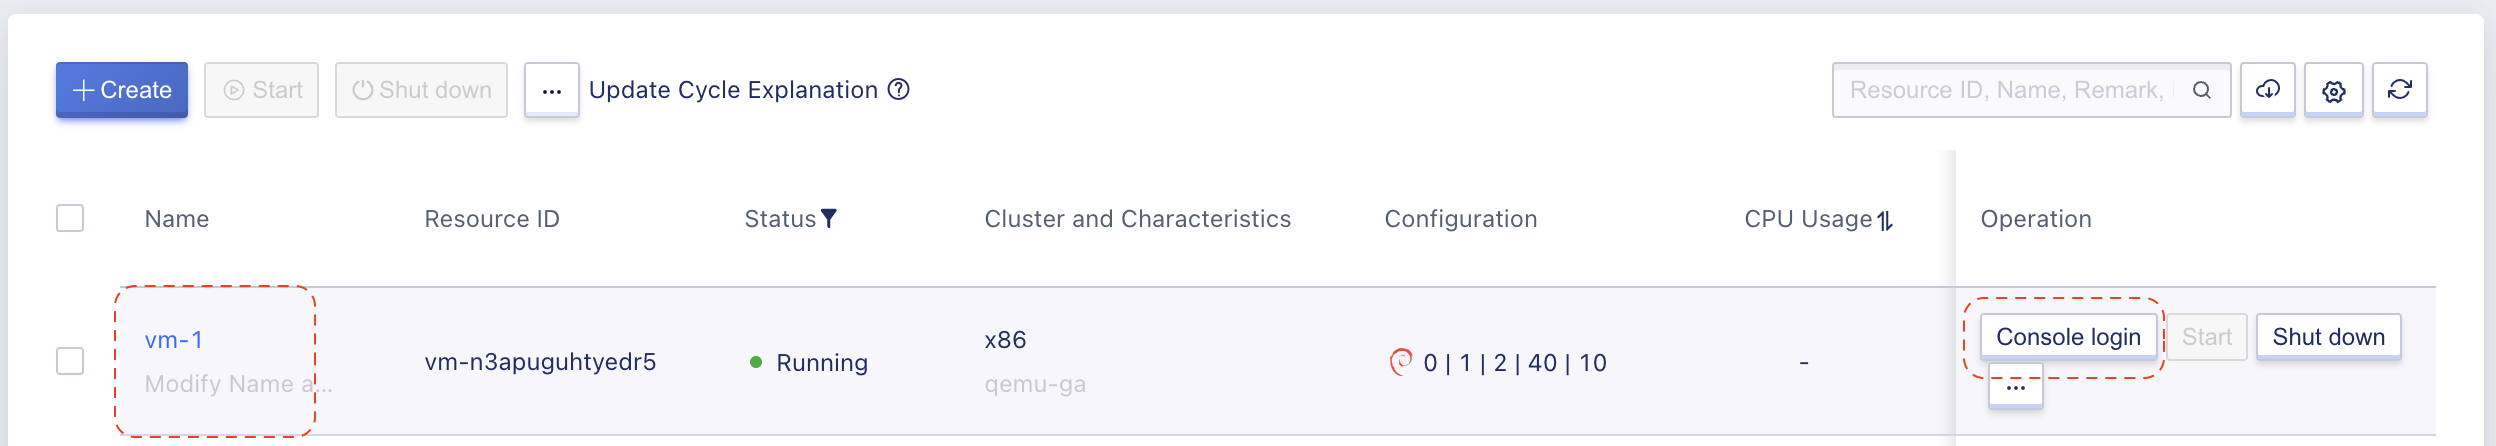 Create Start Shut down ... Update Cycle Explanation ? Resource ID, Name, Remark,
Name Resource ID Status Cluster and Characteristics Configuration CPU Usage Operation
vm-1 vm-n3apuguhtyedr5 Running x86 0 | 1 | 2 | 40 | 10 - Console login Start Shut down
Modify Name a... qemu-ga ...